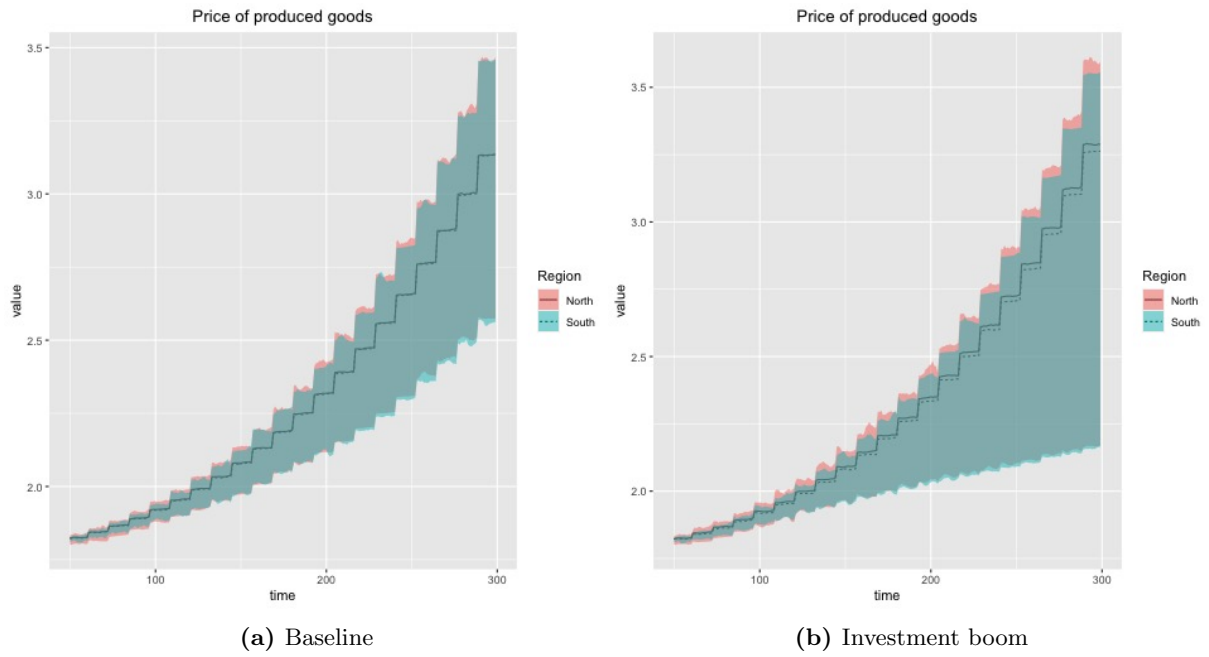 Price of produced goods
3.5
3.0
2.5
2.0
value
100
200
300
time
Region
North
South
(a) Baseline
Price of produced goods
3.5
3.0
2.5
2.0
value
100
200
300
time
Region
North
South
(b) Investment boom